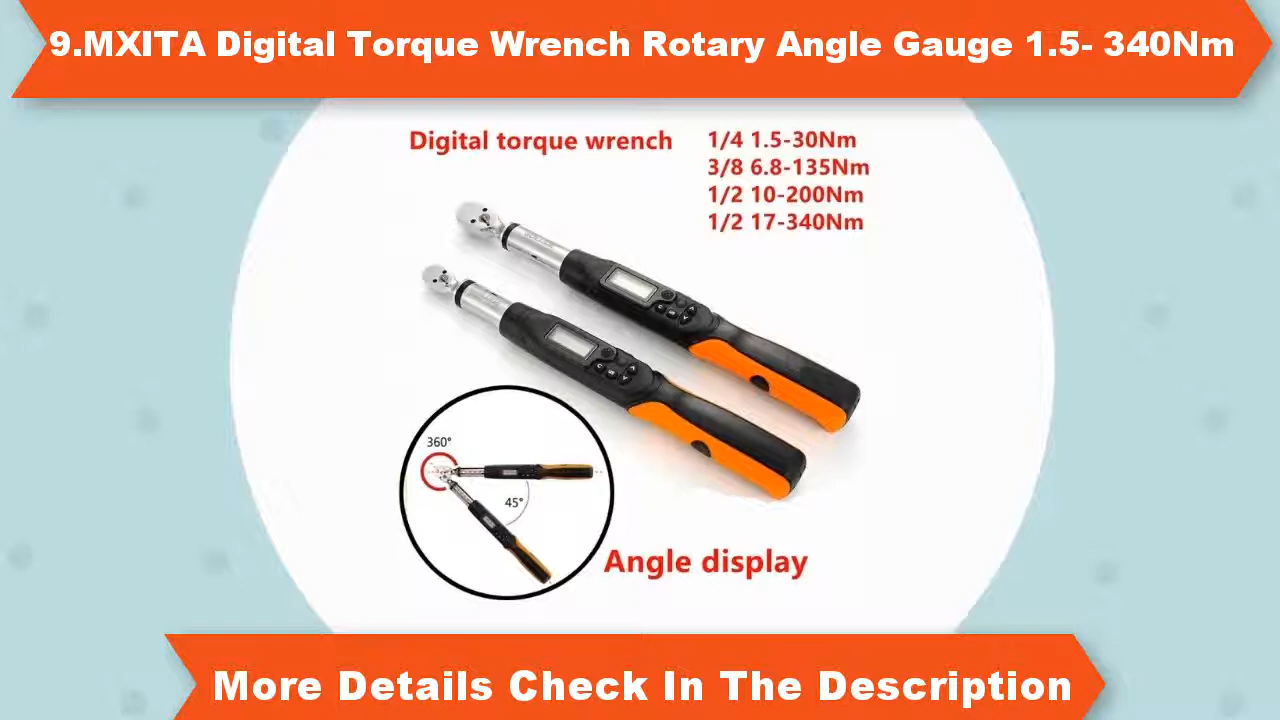 9.MXITA Digital Torque Wrench Rotary Angle Gauge 1.5- 340Nm
Digital torque wrench
1/4 1.5-30Nm
3/8 6.8-135Nm
1/2 10-200Nm
1/2 17-340Nm
360°
45°
Angle display
More Details Check In The Description